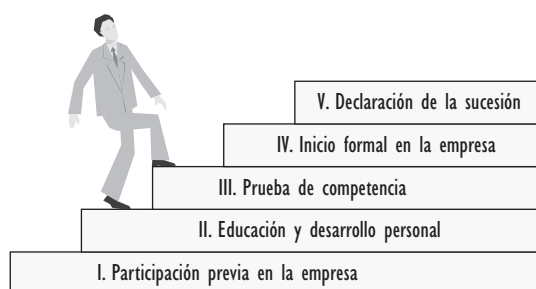 V. Declaración de la sucesión
IV. Inicio formal en la empresa
III. Prueba de competencia
II. Educación y desarrollo personal
I. Participación previa en la empresa